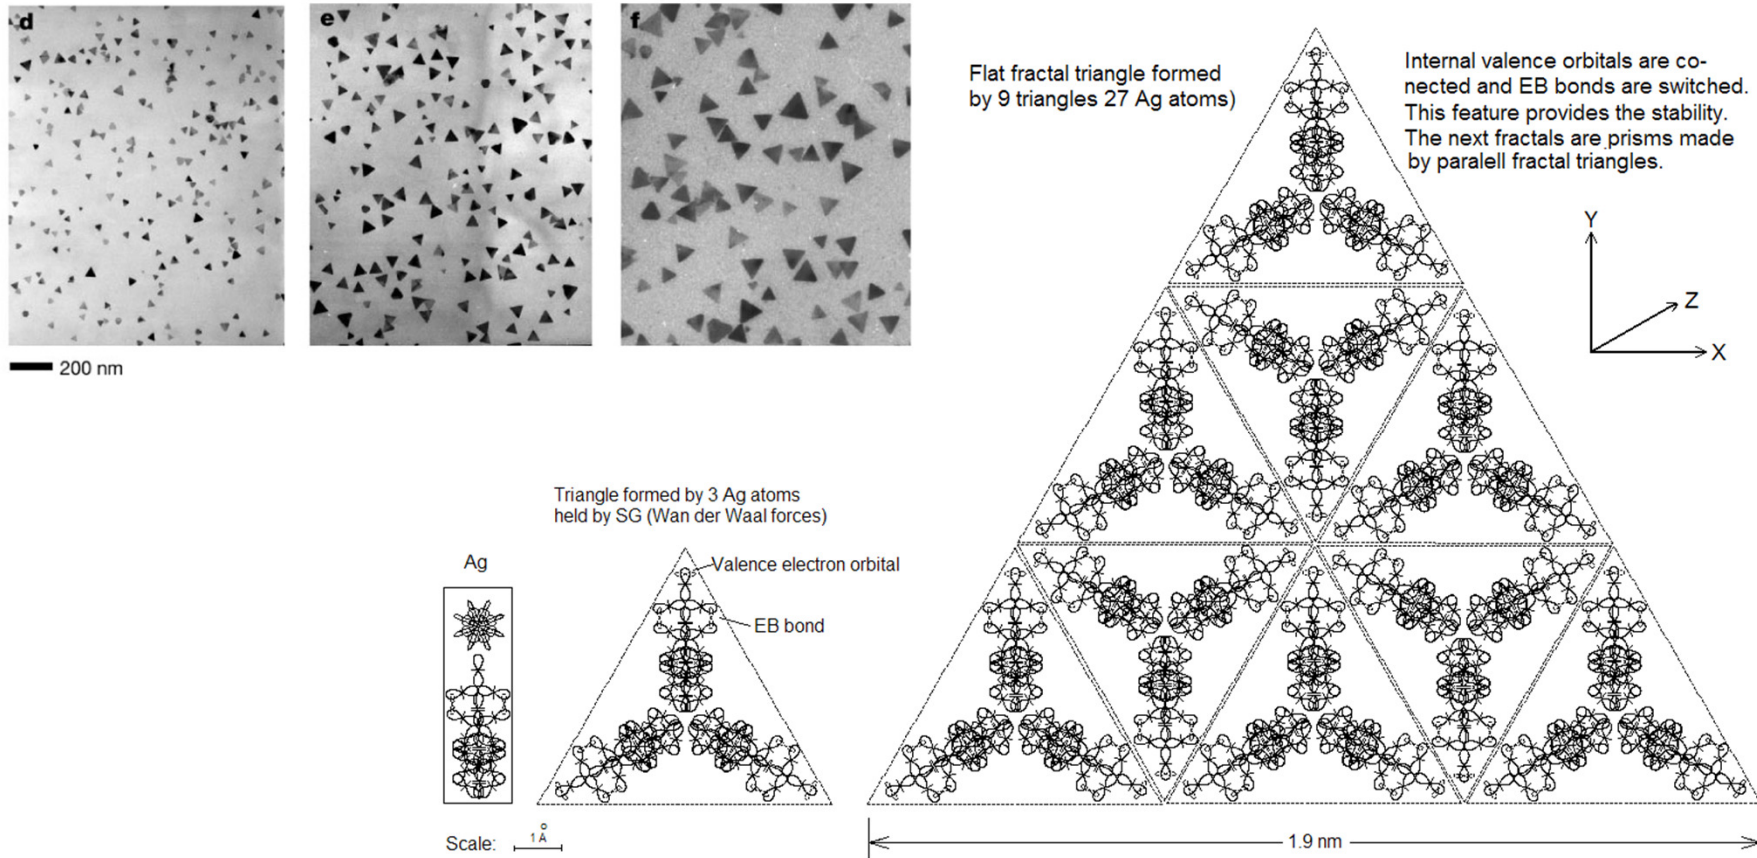 d
e
f
200 nm
Flat fractal triangle formed
by 9 triangles 27 Ag atoms)
Internal valence orbitals are co-
nected and EB bonds are switched.
This feature provides the stability.
The next fractals are prisms made
by paralell fractal triangles.
Y
Z
X
Triangle formed by 3 Ag atoms
held by SG (Wan der Waal forces)
Ag
Valence electron orbital
EB bond
Scale: 1 Å
1.9 nm